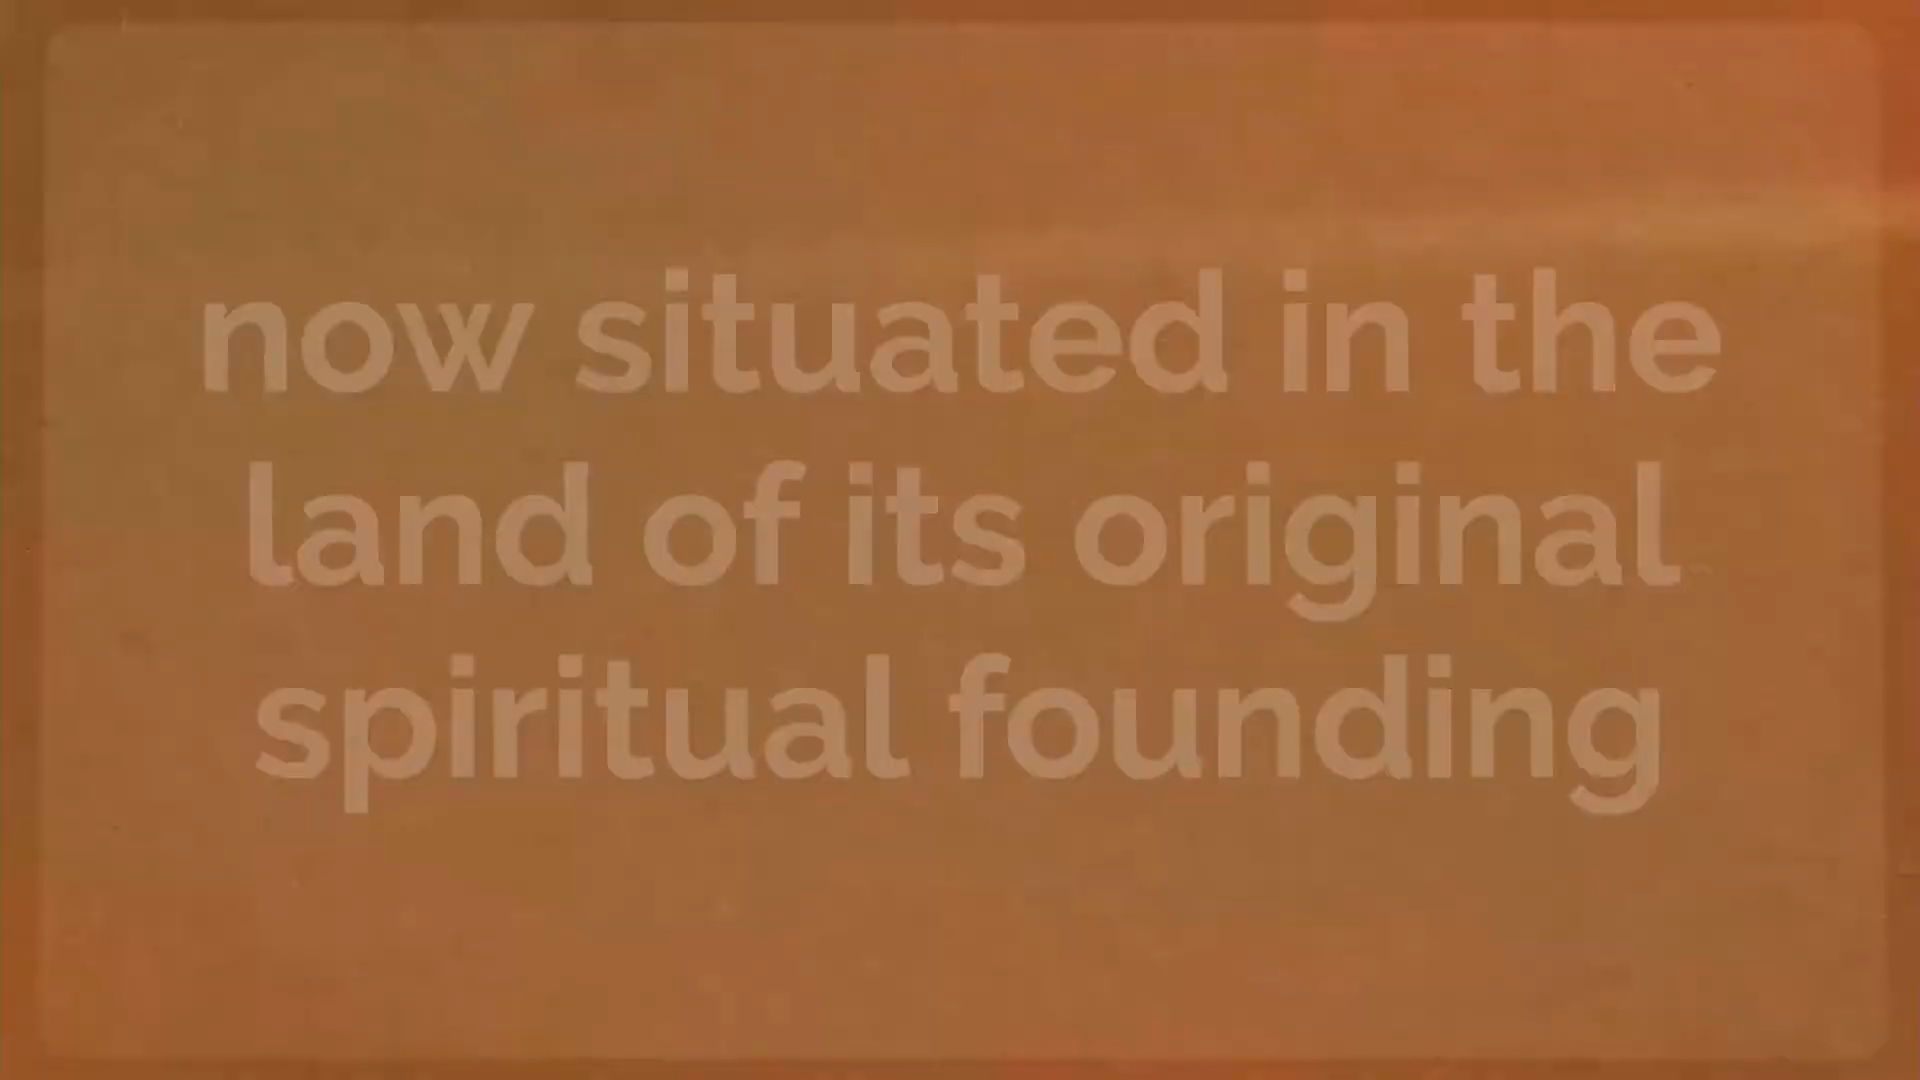 now situated in the
land of its original
spiritual founding